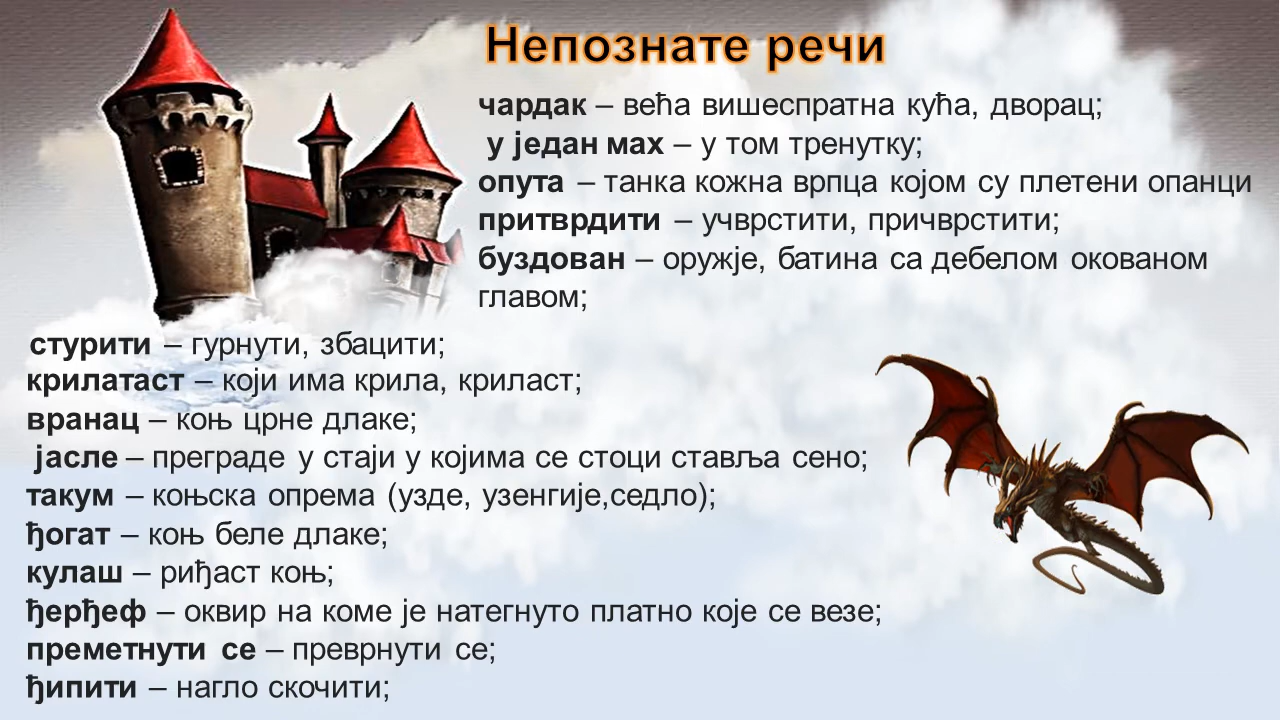 Непознате речи
чардак – већа вишеспратна кућа, дворац;
у један мах – у том тренутку;
опута – танка кожна врпца којом су плетени опанци
притврдити – учврстити, причврстити;
буздован – оружје, батина са дебелом окованом
главом;
стурити – гурнути, збацити;
крилатаст – који има крила, криласт;
вранац – коњ црне длаке;
јасле – преграде у стаји у којима се стоци ставља сено;
такум – коњска опрема (узде, узенгије,седло);
ђогат – коњ беле длаке;
кулаш – риђаст коњ;
ђерђеф – оквир на коме је натегнуто платно које се везе;
преметнути се – преврнути се;
ђипити – нагло скочити;